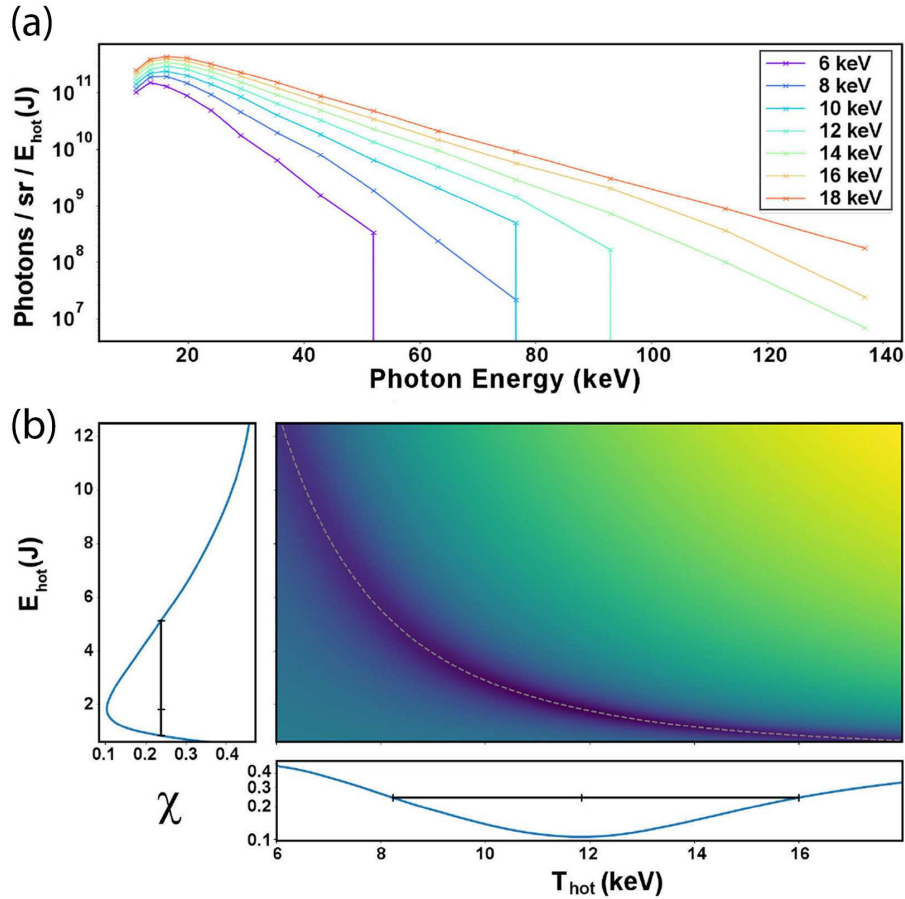 (a)
Photons / sr / E_hot (J)
10^11
10^10
10^9
10^8
10^7
6 keV
8 keV
10 keV
12 keV
14 keV
16 keV
18 keV
20 40 60 80 100 120 140
Photon Energy (keV)
(b)
E_hot (J)
12
10
8
6
4
2
0.1 0.2 0.3 0.4
χ
0.4
0.3
0.2
0.1
6 8 10 12 14 16
T_hot (keV)